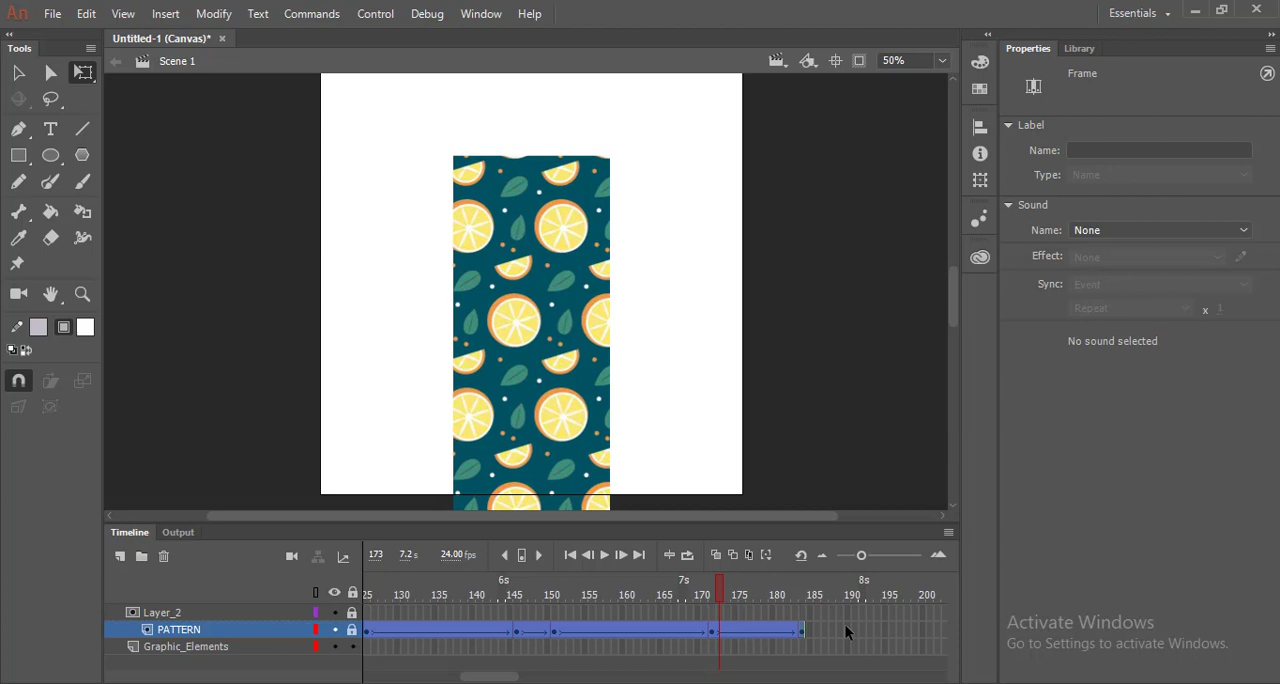 An File Edit View Insert Modify Text Commands Control Debug Window Help Essentials
Tools
Untitled-1 (Canvas)* ×
Scene 1
50%
Properties Library
Frame
Label
Name:
Type: Name
Sound
Name: None
Effect: None
Sync: Event
Repeat x 1
No sound selected
Timeline Output
173 7.2 s 24.00fps
6s 7s 8s
25 130 135 140 145 150 155 160 165 170 175 180 185 190 195 200
Layer_2
PATTERN
Graphic_Elements
Activate Windows
Go to Settings to activate Windows.